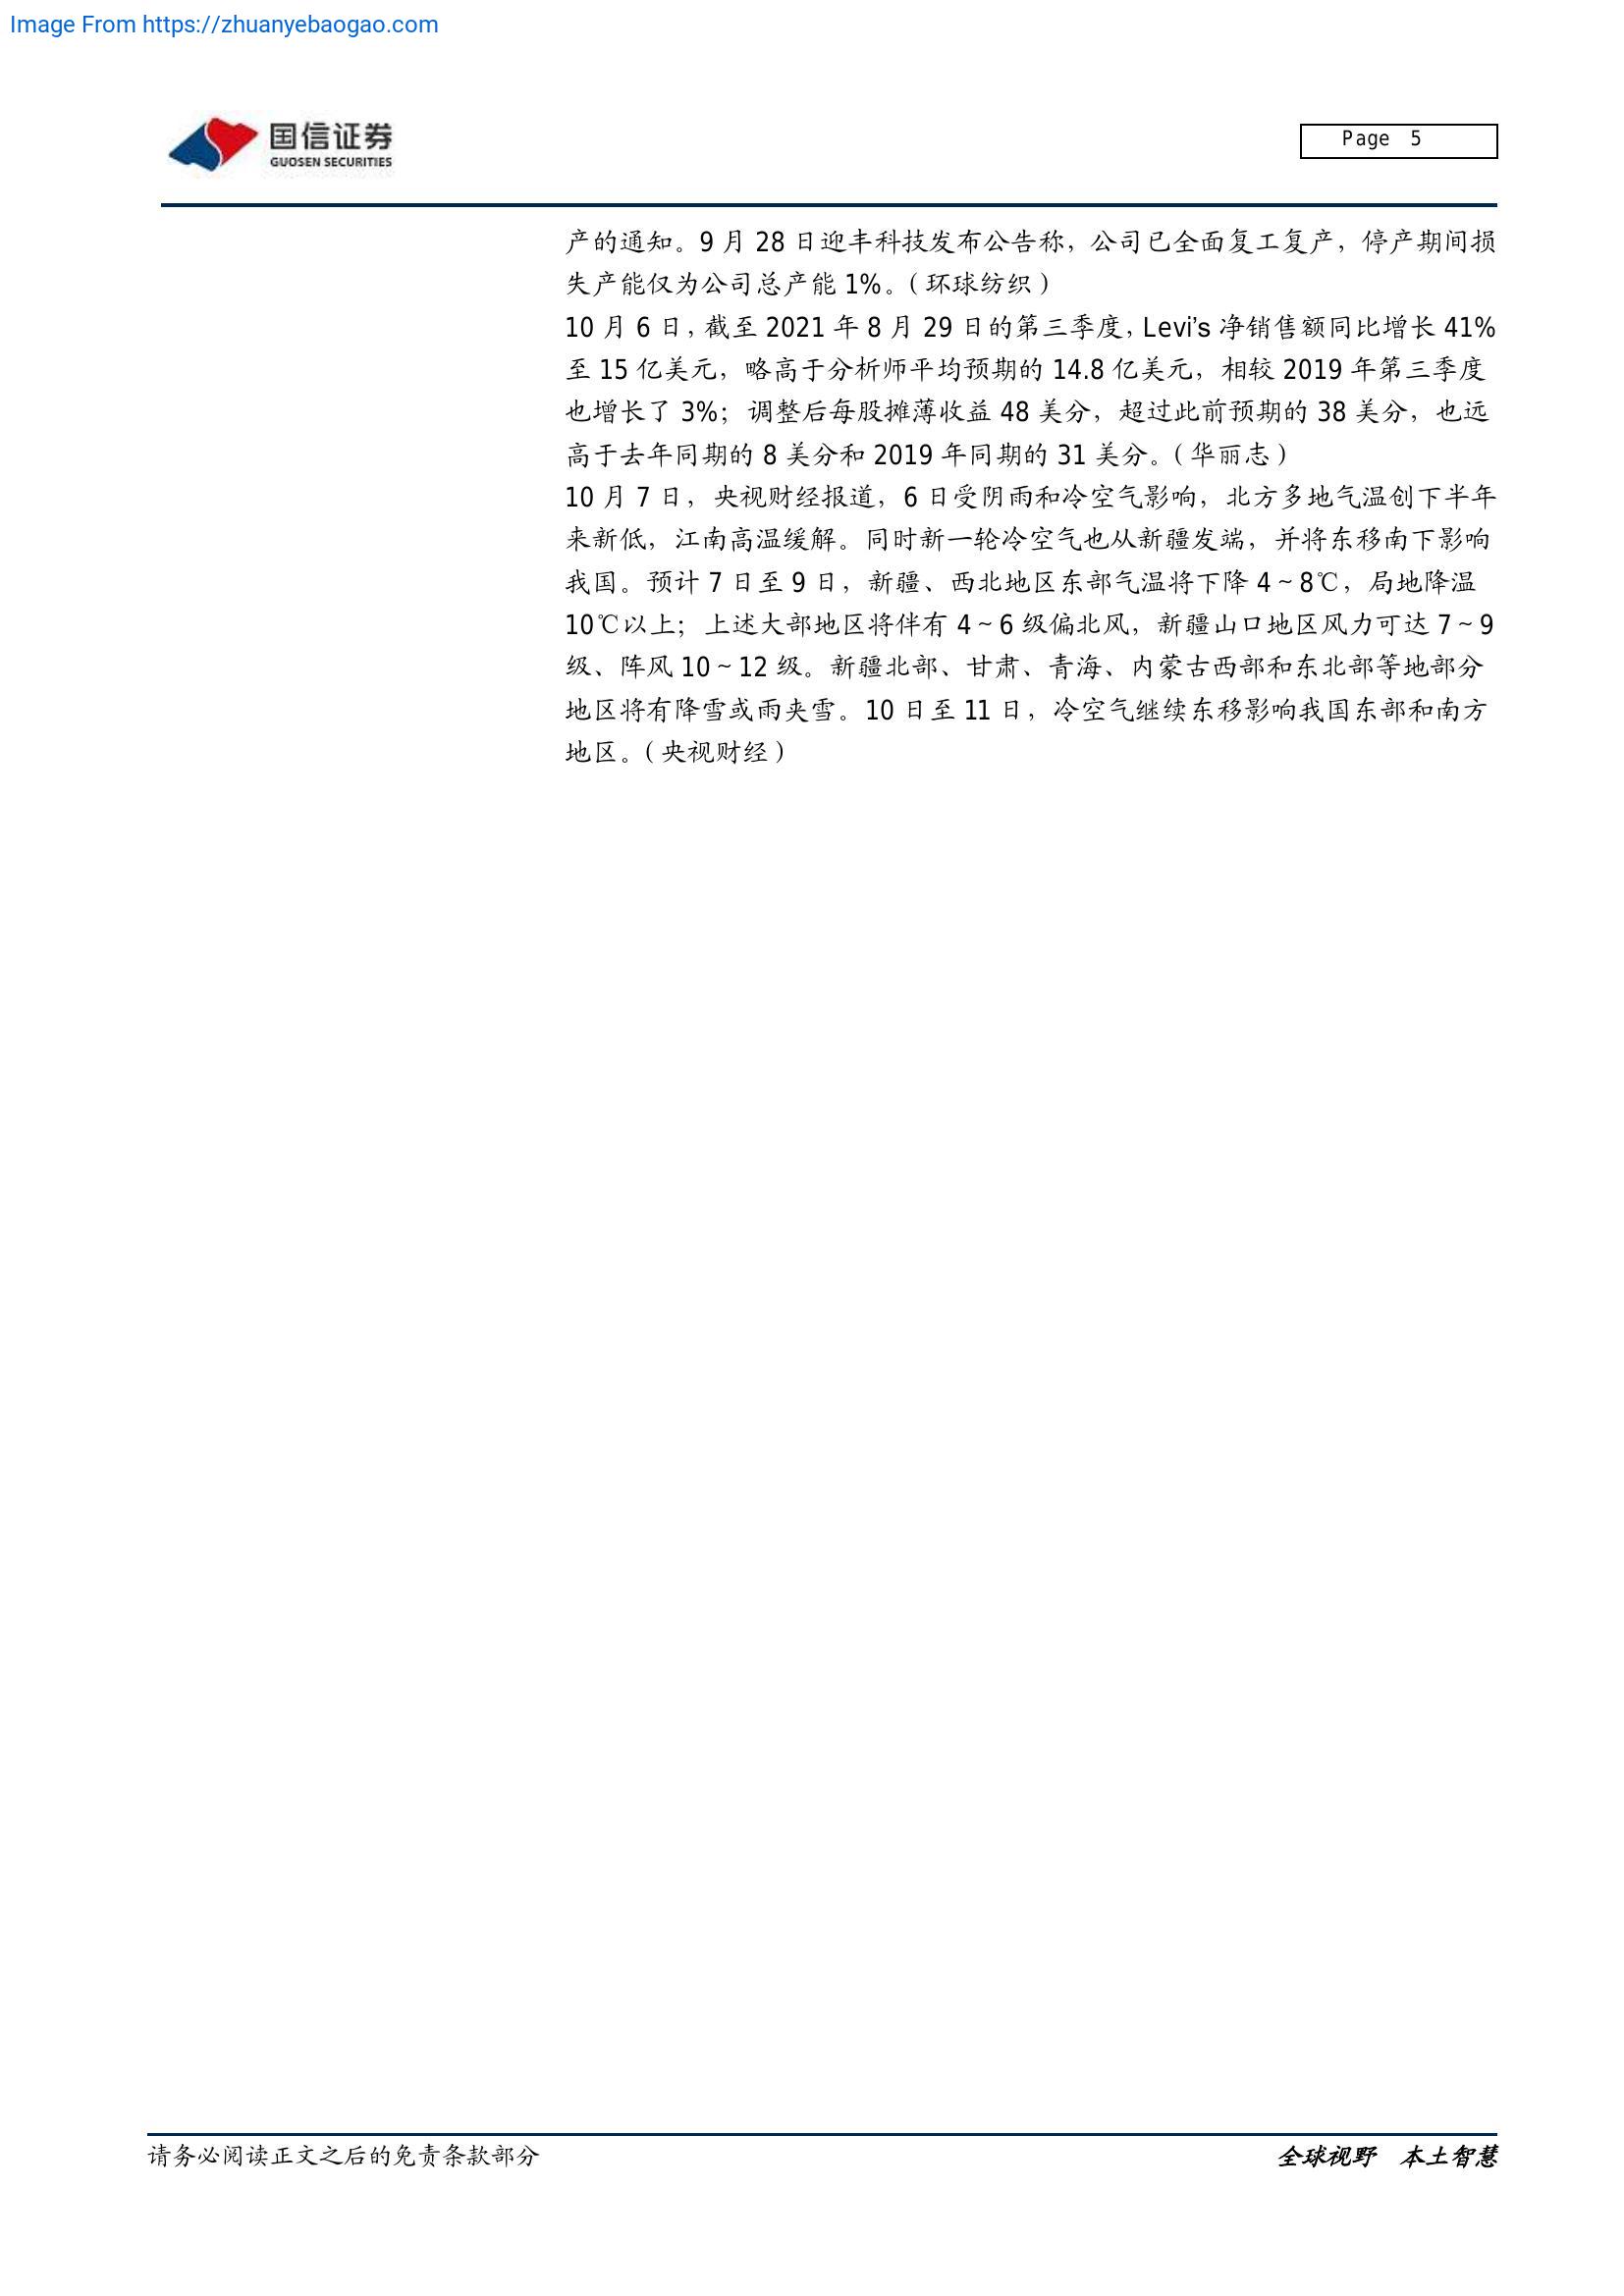 Image From https://zhuanyebaogao.com
国信证券
GUOSEN SECURITIES
Page 5
产的通知。9 月 28 日迎丰科技发布公告称，公司已全面复工复产，停产期间损
失产能仅为公司总产能 1%。（环球纺织）
10 月 6 日，截至 2021 年 8 月 29 日的第三季度，Levi’s 净销售额同比增长 41%
至 15 亿美元，略高于分析师平均预期的 14.8 亿美元，相较 2019 年第三季度
也增长了 3%；调整后每股摊薄收益 48 美分，超过此前预期的 38 美分，也远
高于去年同期的 8 美分和 2019 年同期的 31 美分。（华丽志）
10 月 7 日，央视财经报道，6 日受阴雨和冷空气影响，北方多地气温创下半年
来新低，江南高温缓解。同时新一轮冷空气也从新疆发端，并将东移南下影响
我国。预计 7 日至 9 日，新疆、西北地区东部气温将下降 4~8℃，局地降温
10℃以上；上述大部地区将伴有 4~6 级偏北风，新疆山口地区风力可达 7~9
级、阵风 10~12 级。新疆北部、甘肃、青海、内蒙古西部和东北部等地部分
地区将有降雪或雨夹雪。10 日至 11 日，冷空气继续东移影响我国东部和南方
地区。（央视财经）
请务必阅读正文之后的免责条款部分
全球视野 本土智慧